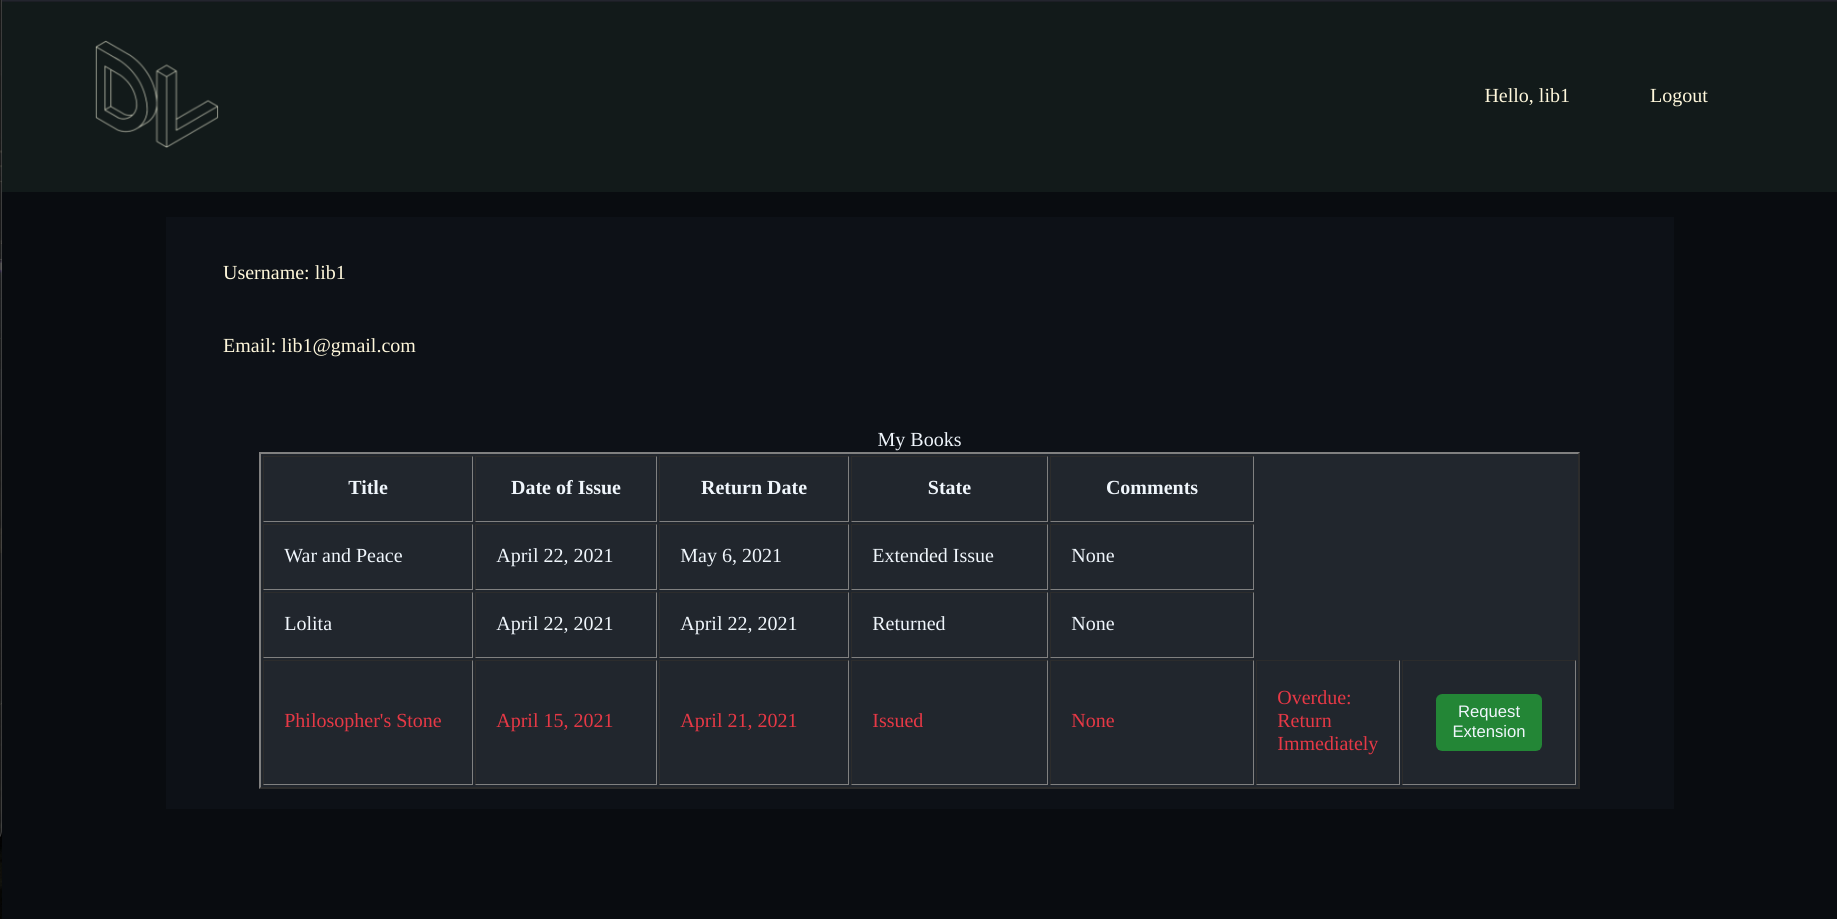 DL
Hello, lib1 Logout
Username: lib1
Email: lib1@gmail.com
My Books
Title Date of Issue Return Date State Comments
War and Peace April 22, 2021 May 6, 2021 Extended Issue None
Lolita April 22, 2021 April 22, 2021 Returned None
Philosopher's Stone April 15, 2021 April 21, 2021 Issued None
Overdue:
Return
Immediately
Request
Extension